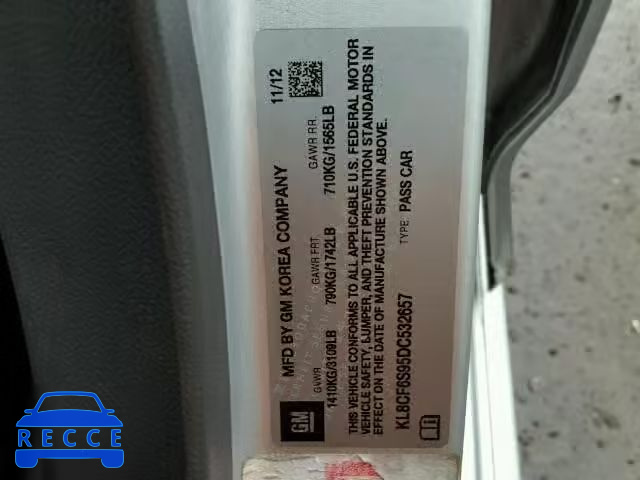 11/12
MFD BY GM KOREA COMPANY
GVWR GAWR FRT. GAWR RR.
1410KG/3109LB 790KG/1742LB 710KG/1565LB
THIS VEHICLE CONFORMS TO ALL APPLICABLE U.S. FEDERAL MOTOR
VEHICLE SAFETY, BUMPER, AND THEFT PREVENTION STANDARDS IN
EFFECT ON THE DATE OF MANUFACTURE SHOWN ABOVE.
KL8CF6S95DC532657 TYPE: PASS CAR
GM
RECCE